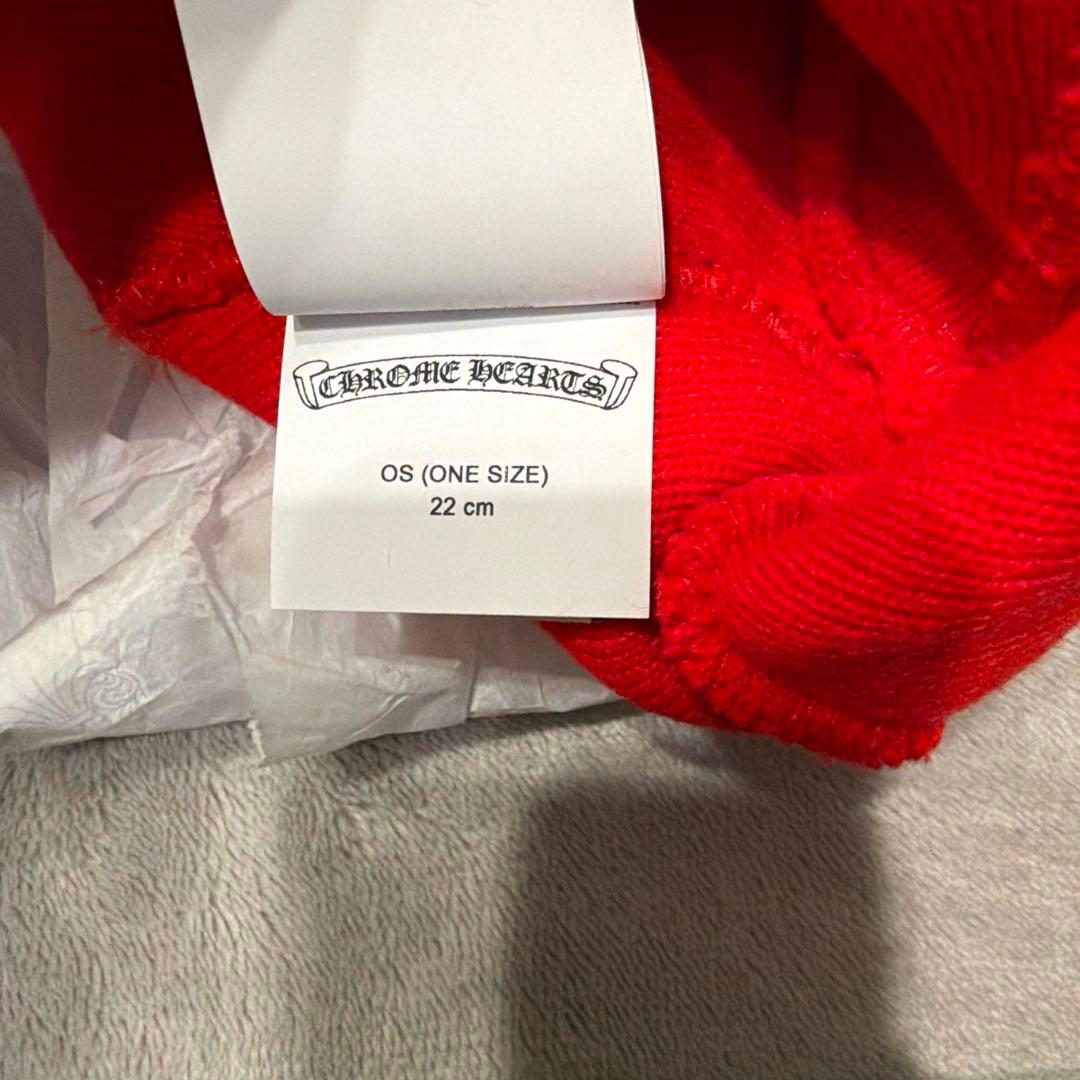 CHROME HEARTS
OS (ONE SIZE)
22 cm